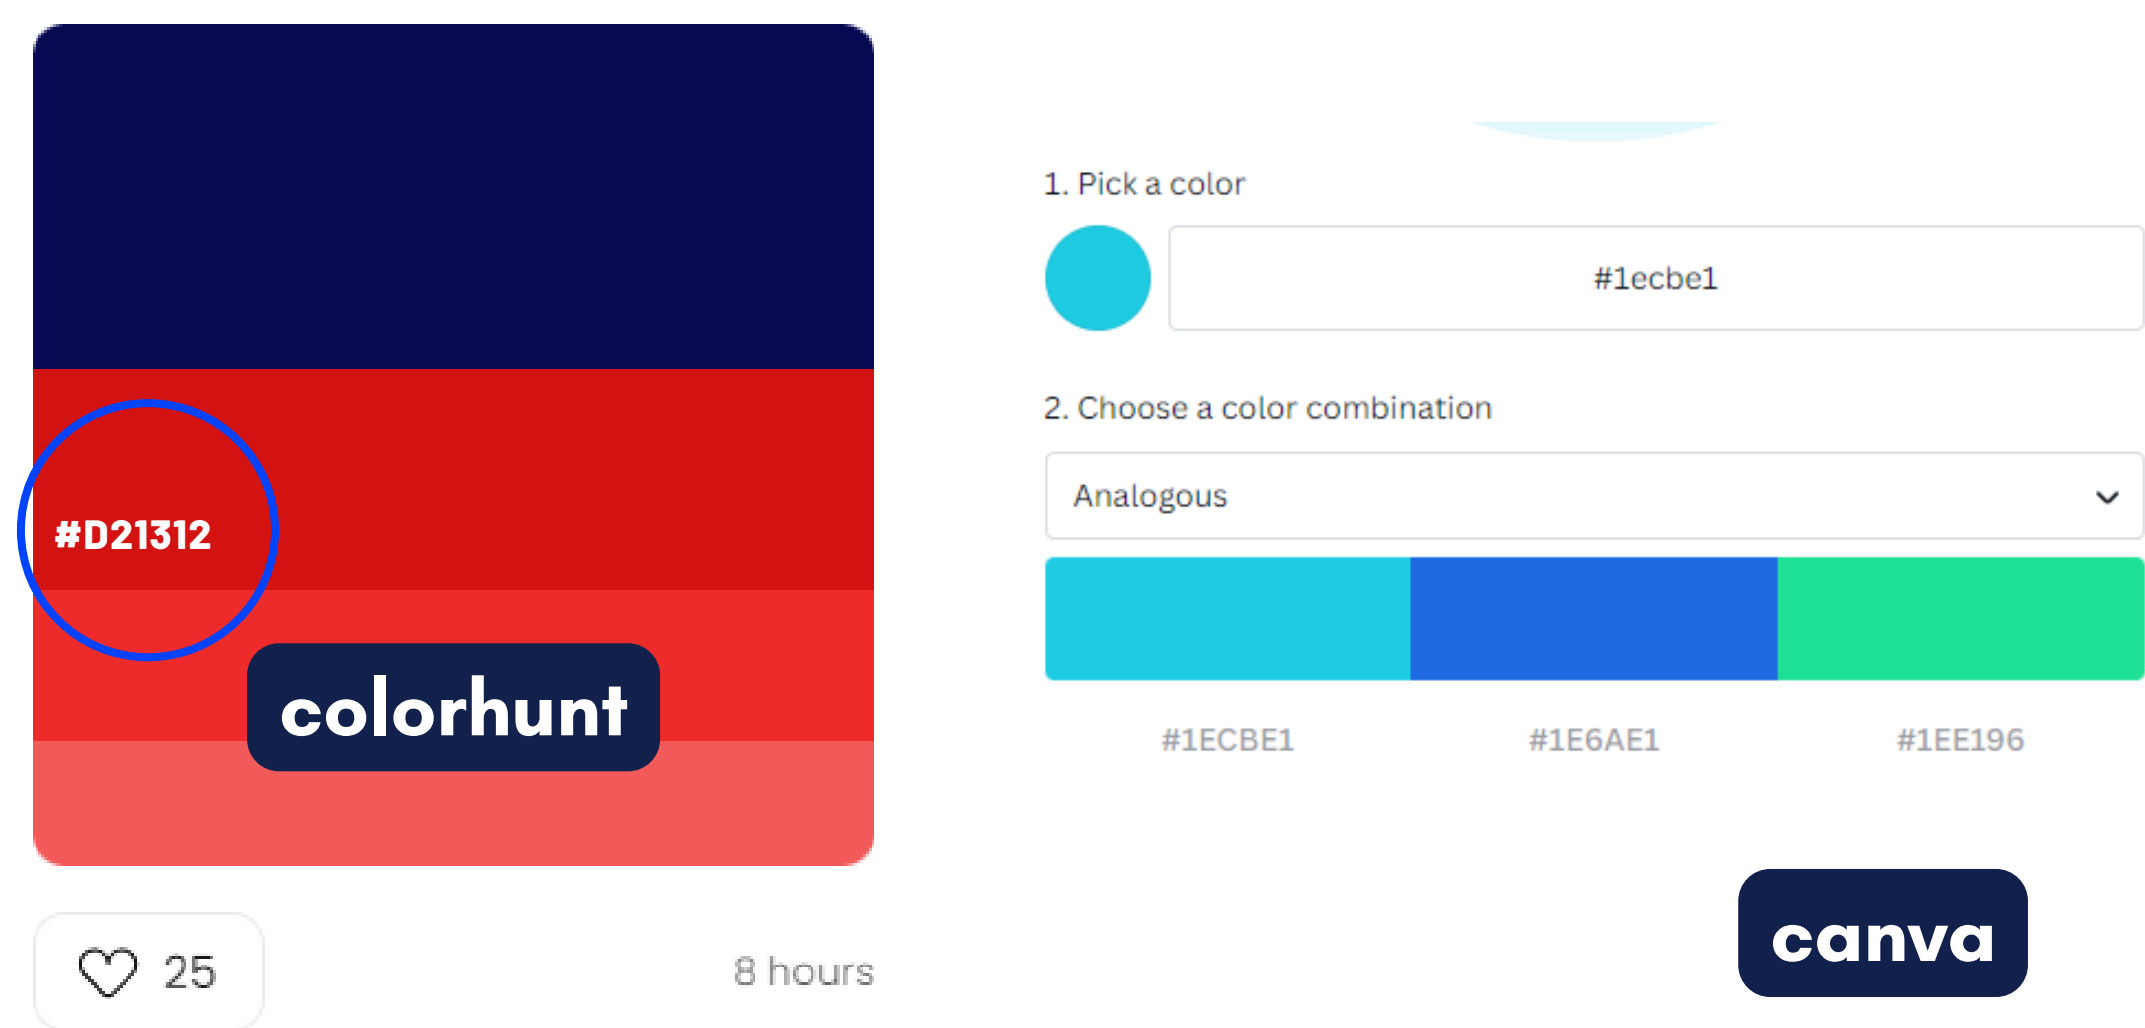 #D21312
colorhunt
25
8 hours
1. Pick a color
#1ecbe1
2. Choose a color combination
Analogous
#1ECBE1
#1E6AE1
#1EE196
canva